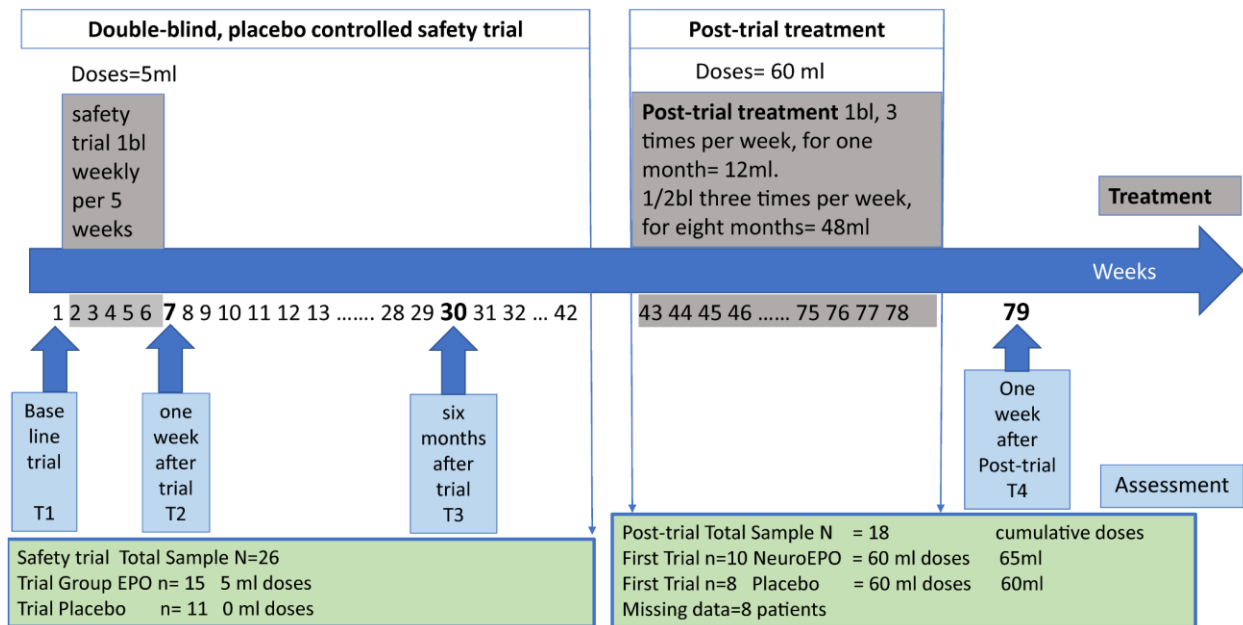 Double-blind, placebo controlled safety trial
Post-trial treatment
Doses=5ml
Doses= 60 ml
safety
trial 1bl
weekly
per 5
weeks
Post-trial treatment 1bl, 3
times per week, for one
month= 12ml.
1/2bl three times per week,
for eight months= 48ml
Treatment
Weeks
1 2 3 4 5 6 7 8 9 10 11 12 13 ....... 28 29 30 31 32 ... 42
43 44 45 46 ...... 75 76 77 78
79
Base
line
trial
T1
one
week
after
trial
T2
six
months
after
trial
T3
One
week
after
Post-trial
T4
Assessment
Safety trial Total Sample N=26
Trial Group EPO n= 15 5 ml doses
Trial Placebo n= 11 0 ml doses
Post-trial Total Sample N = 18 cumulative doses
First Trial n=10 NeuroEPO = 60 ml doses 65ml
First Trial n=8 Placebo = 60 ml doses 60ml
Missing data=8 patients